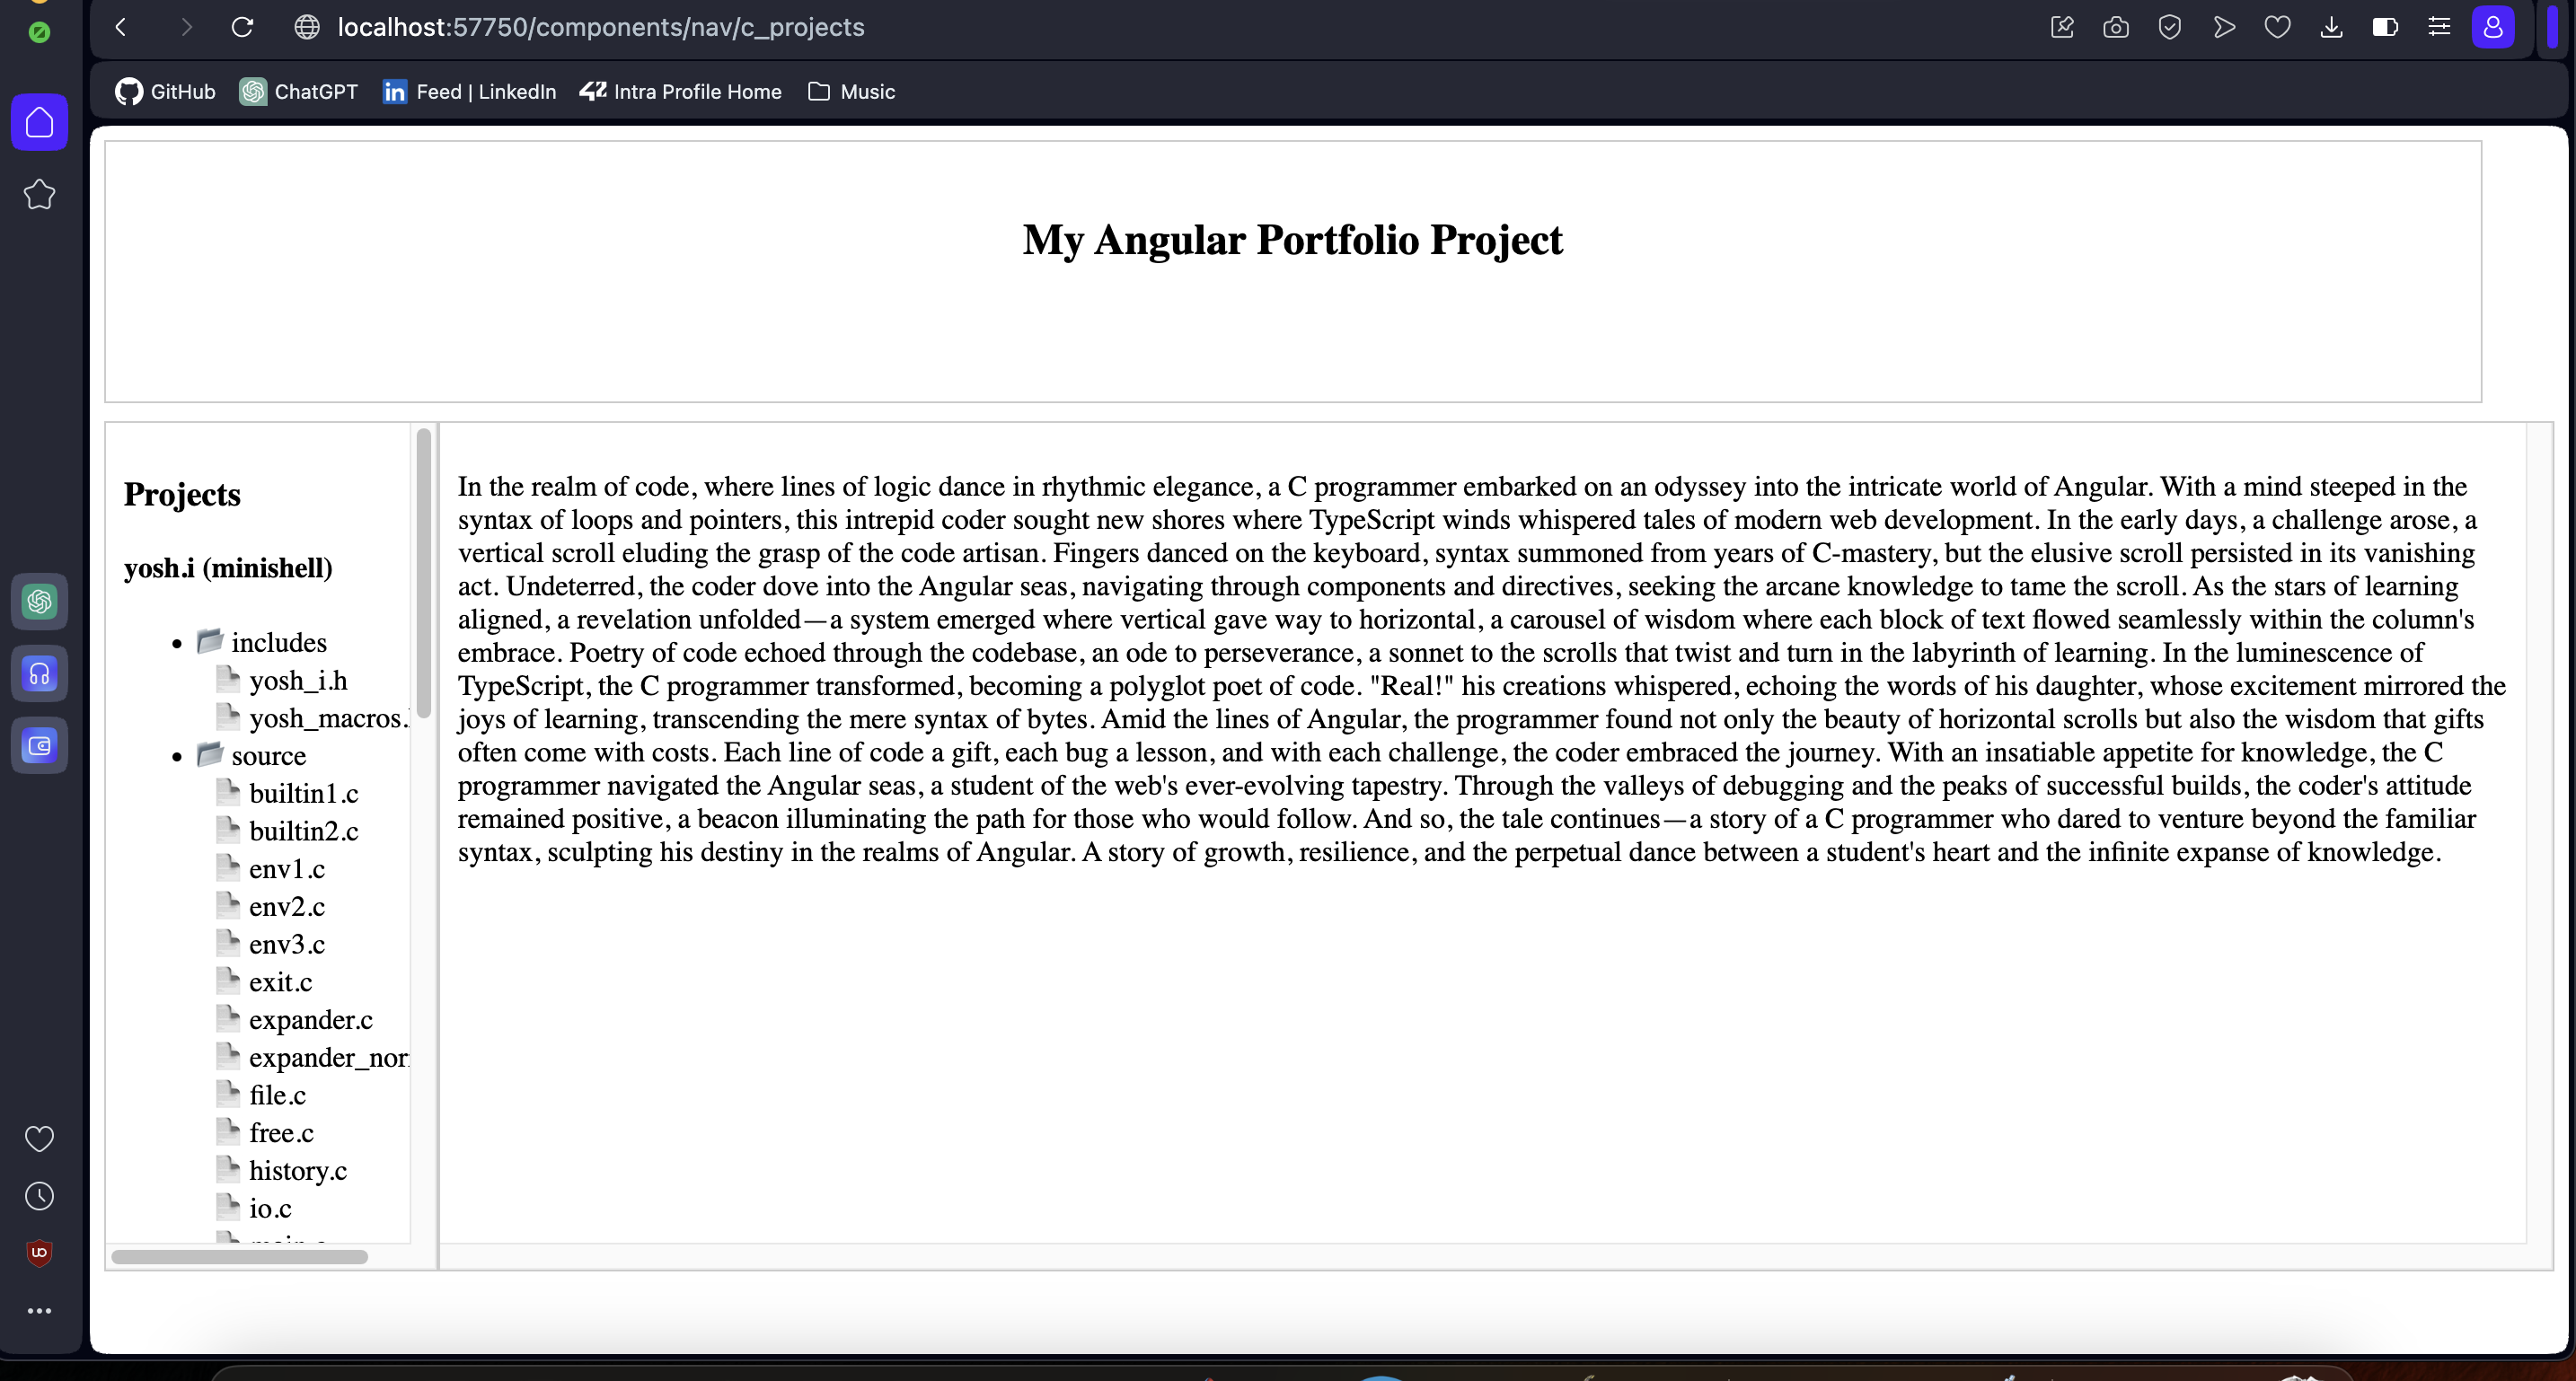 localhost:57750/components/nav/c_projects
GitHub ChatGPT in Feed | LinkedIn 42 Intra Profile Home Music
My Angular Portfolio Project
Projects
yosh.i (minishell)
includes
yosh_i.h
yosh_macros.
source
builtin1.c
builtin2.c
env1.c
env2.c
env3.c
exit.c
expander.c
expander_nor
file.c
free.c
history.c
io.c
In the realm of code, where lines of logic dance in rhythmic elegance, a C programmer embarked on an odyssey into the intricate world of Angular. With a mind steeped in the
syntax of loops and pointers, this intrepid coder sought new shores where TypeScript winds whispered tales of modern web development. In the early days, a challenge arose, a
vertical scroll eluding the grasp of the code artisan. Fingers danced on the keyboard, syntax summoned from years of C-mastery, but the elusive scroll persisted in its vanishing
act. Undeterred, the coder dove into the Angular seas, navigating through components and directives, seeking the arcane knowledge to tame the scroll. As the stars of learning
aligned, a revelation unfolded—a system emerged where vertical gave way to horizontal, a carousel of wisdom where each block of text flowed seamlessly within the column's
embrace. Poetry of code echoed through the codebase, an ode to perseverance, a sonnet to the scrolls that twist and turn in the labyrinth of learning. In the luminescence of
TypeScript, the C programmer transformed, becoming a polyglot poet of code. "Real!" his creations whispered, echoing the words of his daughter, whose excitement mirrored the
joys of learning, transcending the mere syntax of bytes. Amid the lines of Angular, the programmer found not only the beauty of horizontal scrolls but also the wisdom that gifts
often come with costs. Each line of code a gift, each bug a lesson, and with each challenge, the coder embraced the journey. With an insatiable appetite for knowledge, the C
programmer navigated the Angular seas, a student of the web's ever-evolving tapestry. Through the valleys of debugging and the peaks of successful builds, the coder's attitude
remained positive, a beacon illuminating the path for those who would follow. And so, the tale continues—a story of a C programmer who dared to venture beyond the familiar
syntax, sculpting his destiny in the realms of Angular. A story of growth, resilience, and the perpetual dance between a student's heart and the infinite expanse of knowledge.